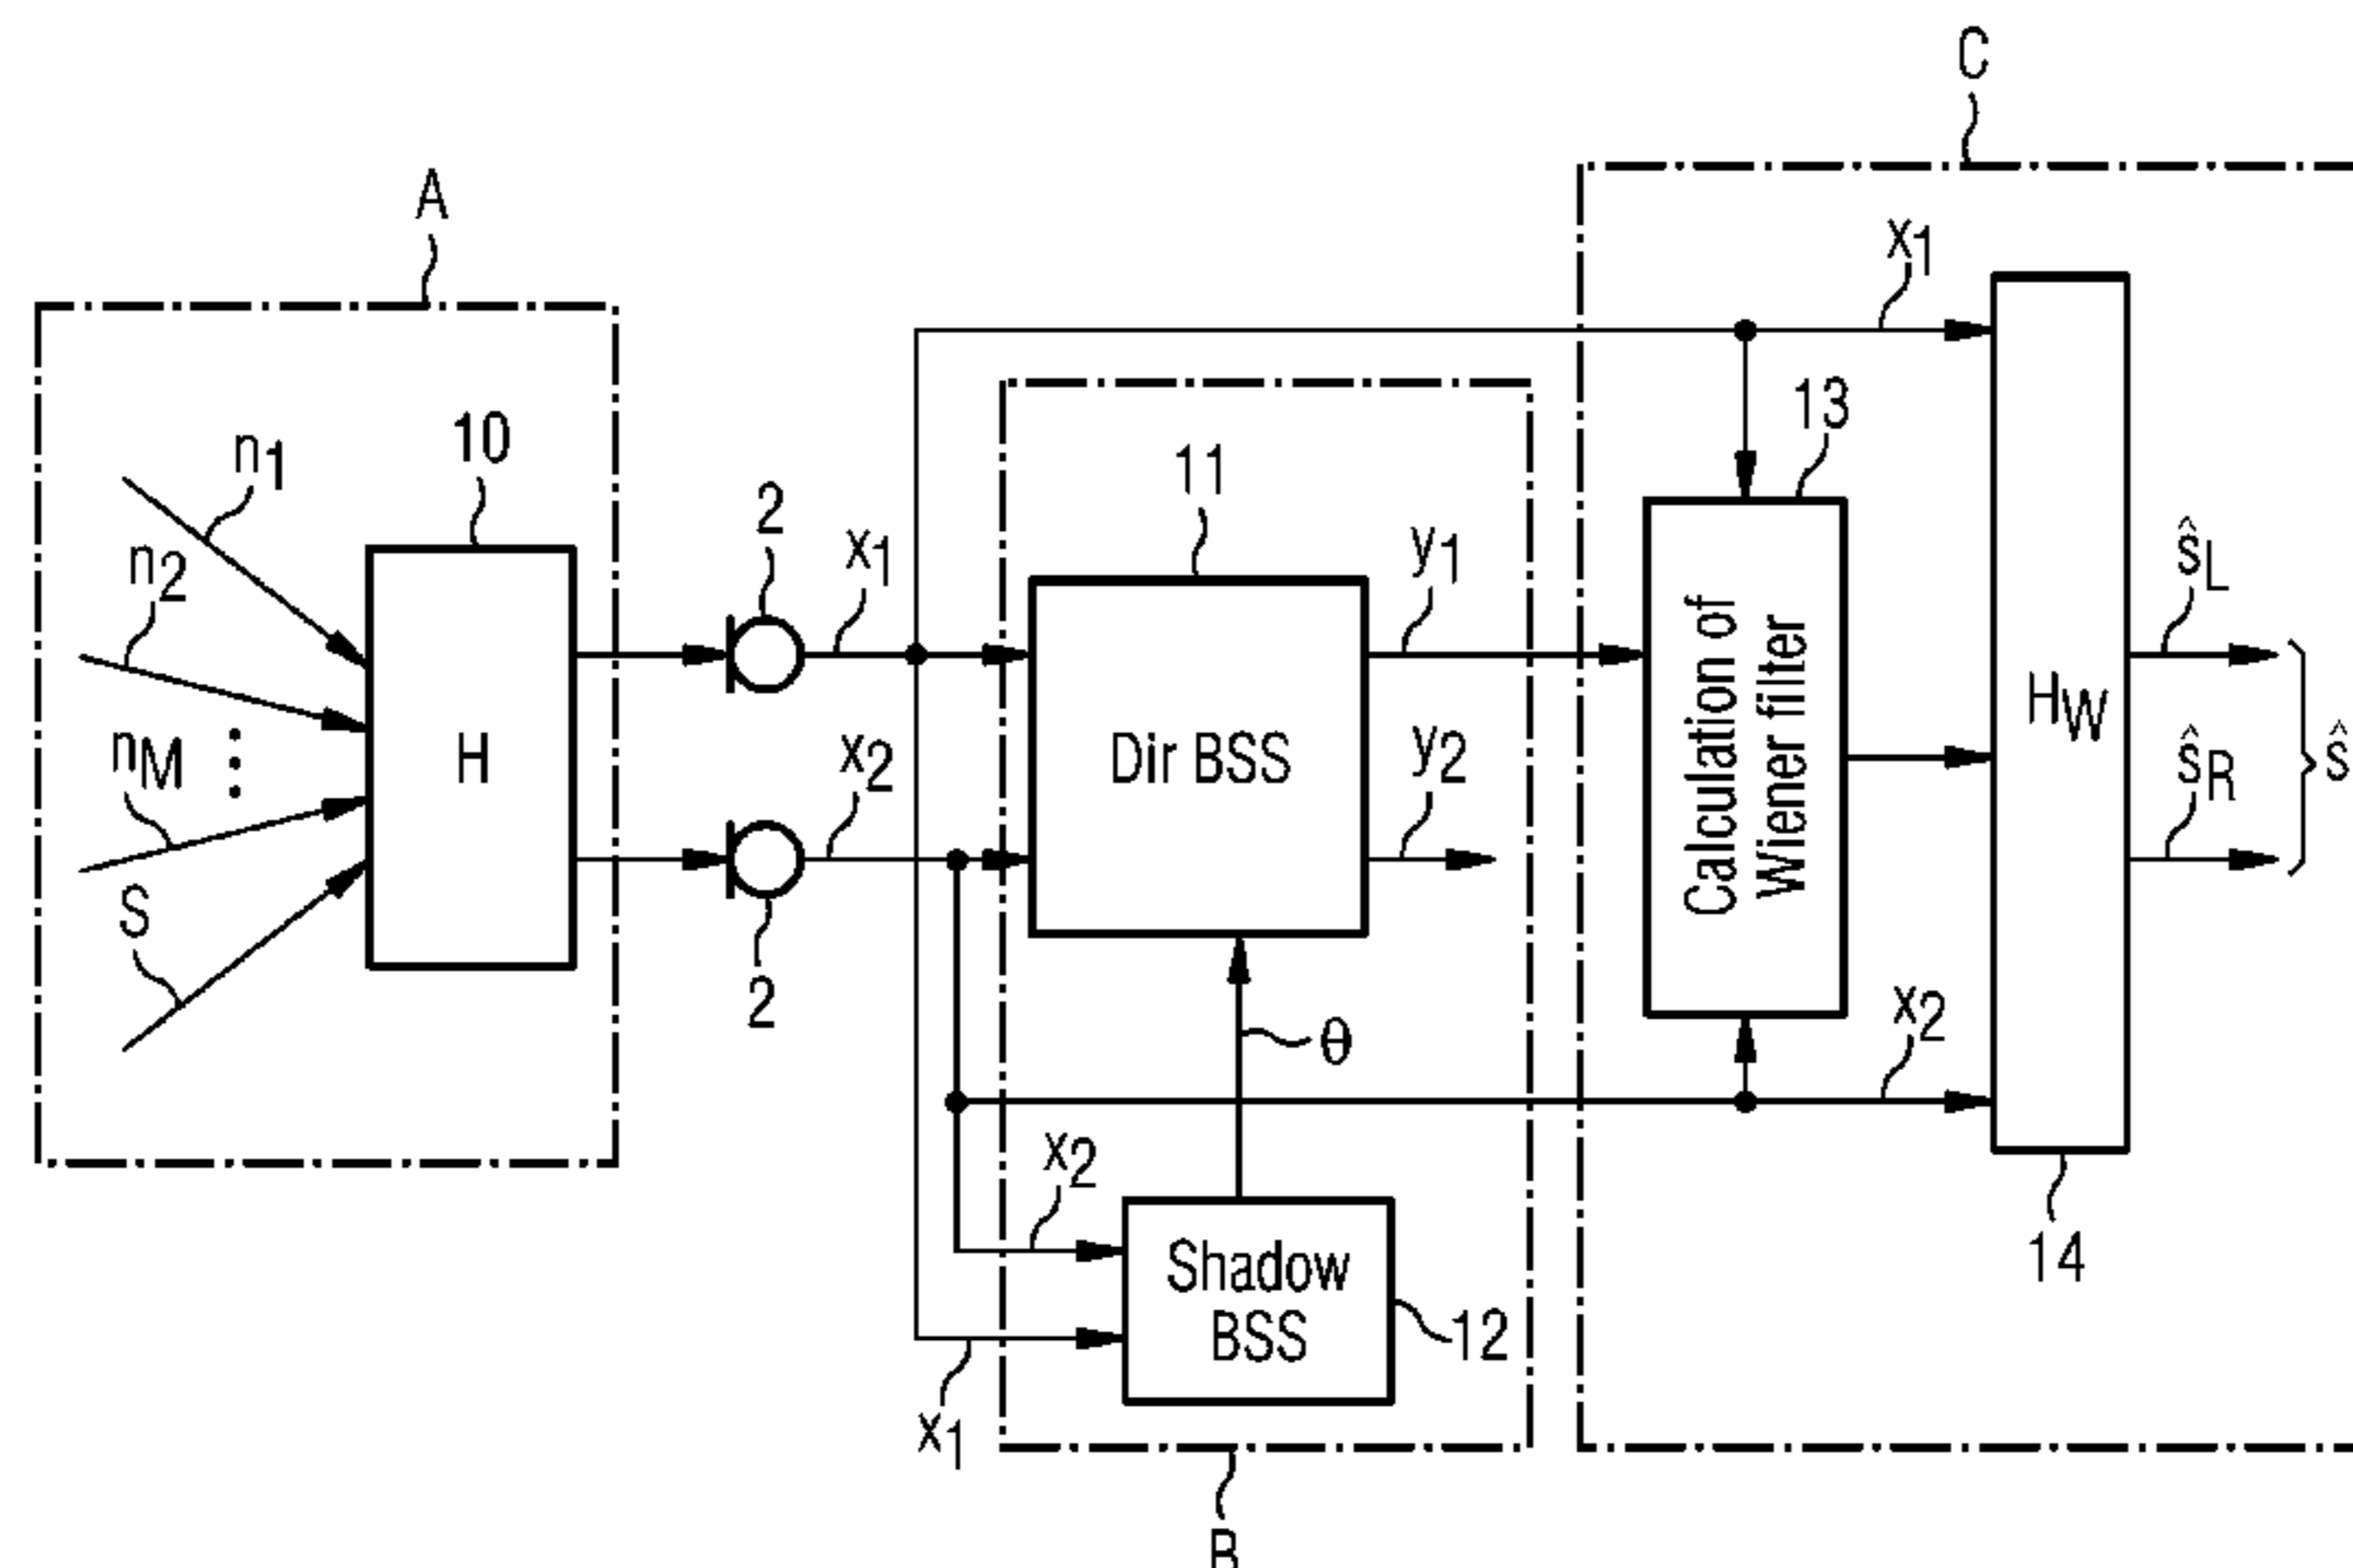 C
A
x1
13
n1
10
11
2
x1
y1
ŝL
n2
nM
H
x2
Dir BSS
y2
Calculation of
Wiener filter
HW
ŝR
ŝ
S
2
x2
θ
x2
Shadow
BSS
12
14
x1
B